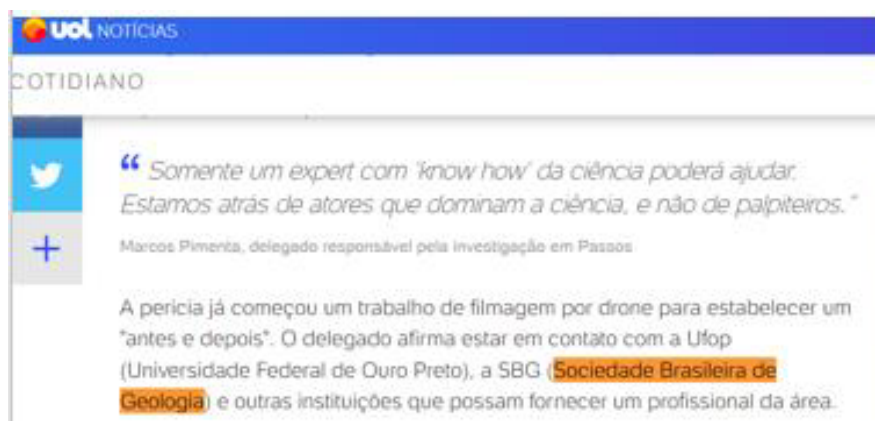 uol NOTÍCIAS
COTIDIANO
“ Somente um expert com 'know how' da ciência poderá ajudar.
Estamos atrás de atores que dominam a ciência, e não de palpiteiros."
Marcos Pimenta, delegado responsável pela investigação em Passos
A perícia já começou um trabalho de filmagem por drone para estabelecer um
"antes e depois". O delegado afirma estar em contato com a Ufop
(Universidade Federal de Ouro Preto), a SBG (Sociedade Brasileira de
Geologia) e outras instituições que possam fornecer um profissional da área.